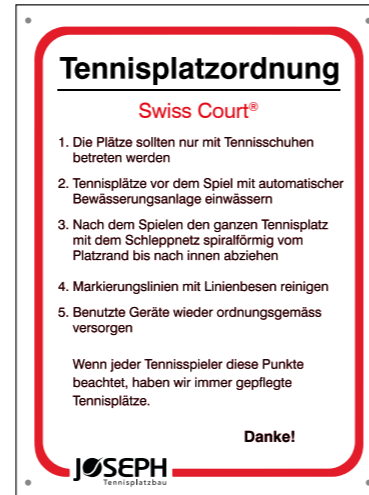 Tennisplatzordnung
Swiss Court®
1. Die Plätze sollten nur mit Tennisschuhen
betreten werden
2. Tennisplätze vor dem Spiel mit automatischer
Bewässerungsanlage einwässern
3. Nach dem Spielen den ganzen Tennisplatz
mit dem Schleppnetz spiralförmig vom
Platzrand bis nach innen abziehen
4. Markierungslinien mit Linienbesen reinigen
5. Benutzte Geräte wieder ordnungsgemäss
versorgen
Wenn jeder Tennisspieler diese Punkte
beachtet, haben wir immer gepflegte
Tennisplätze.
Danke!
JOSEPH
Tennisplatzbau